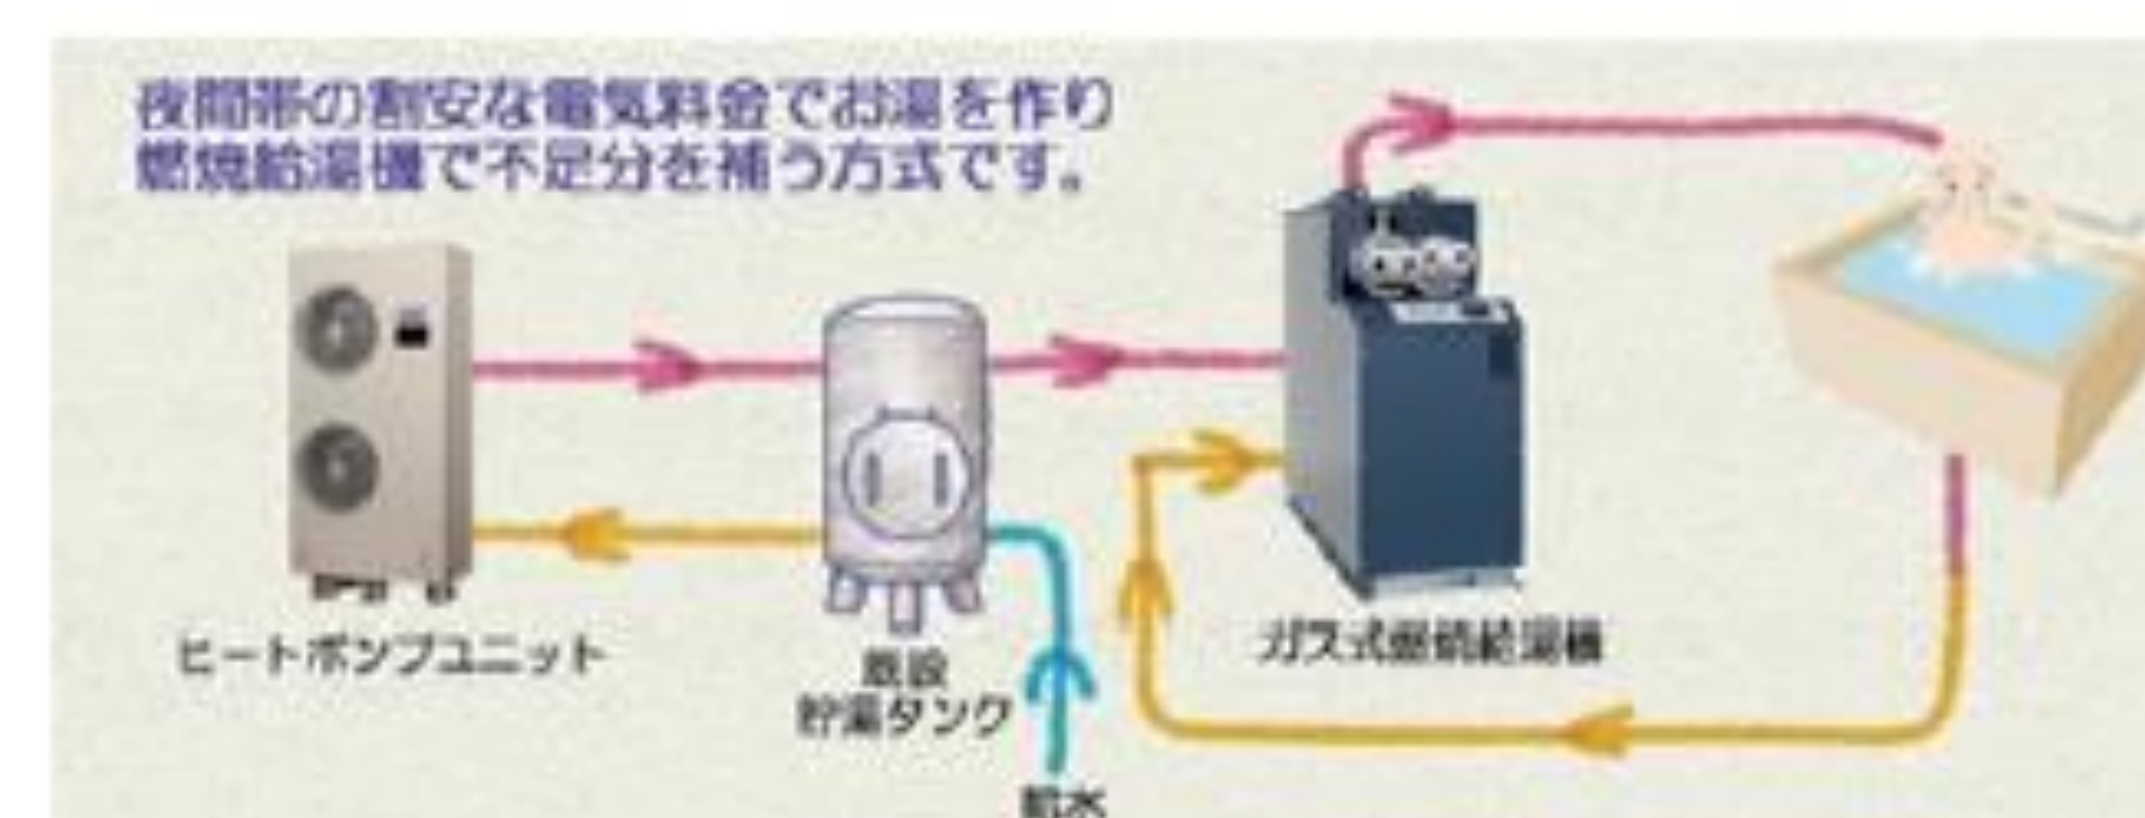 夜間帯の割安な電気料金でお湯を作り
燃焼給湯機で不足分を補う方式です。
ヒートポンプユニット
既設
貯湯タンク
ガス式燃焼給湯機
給水